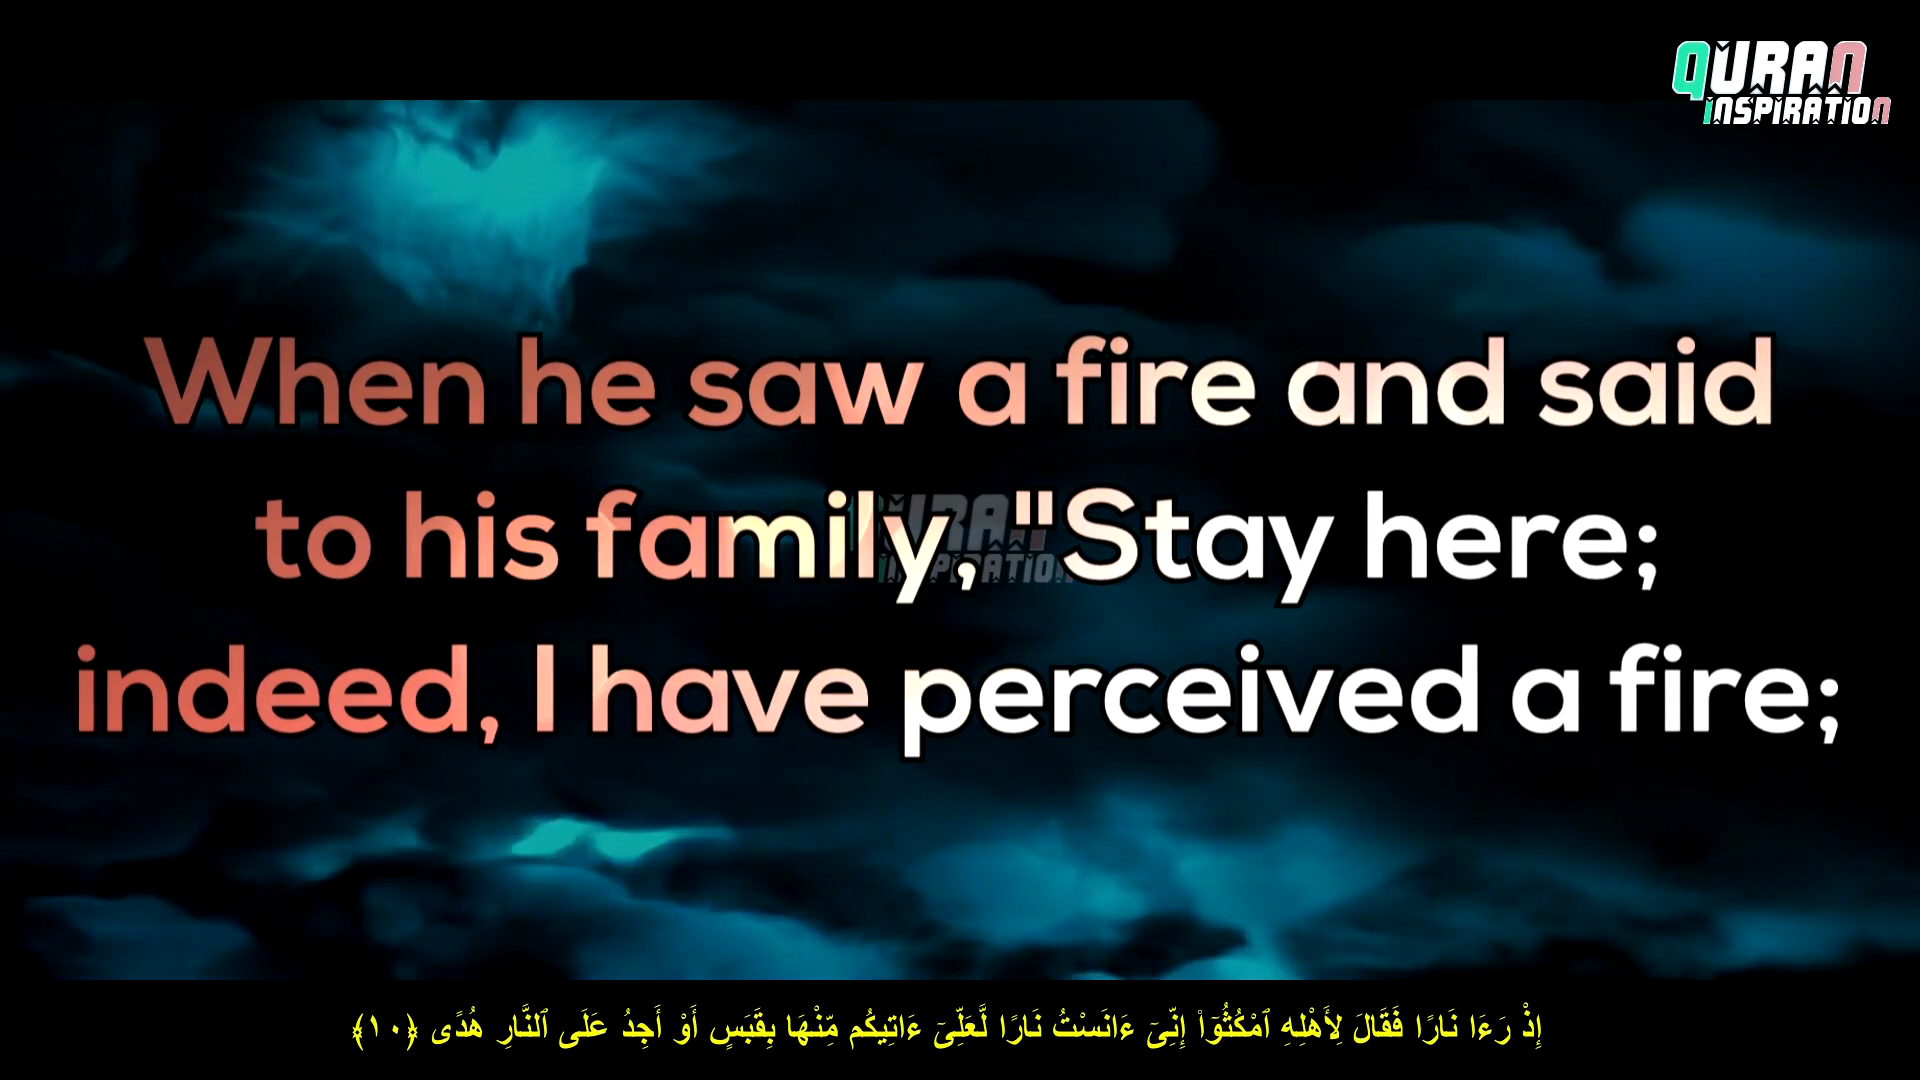 QURAN
INSPIRATION
When he saw a fire and said
to his family,"Stay here;
indeed, I have perceived a fire;
إِذْ رَءَا نَارًا فَقَالَ لِأَهْلِهِ ٱمْكُثُوٓا۟ إِنِّىٓ ءَانَسْتُ نَارًا لَّعَلِّىٓ ءَاتِيكُم مِّنْهَا بِقَبَسٍ أَوْ أَجِدُ عَلَى ٱلنَّارِ هُدًى ﴿١٠﴾